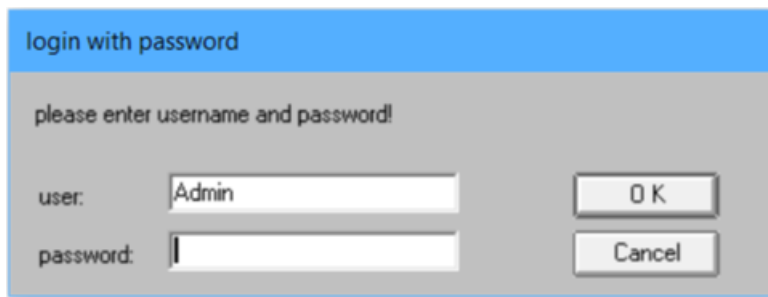 login with password
please enter username and password!
user: Admin O K
password: Cancel